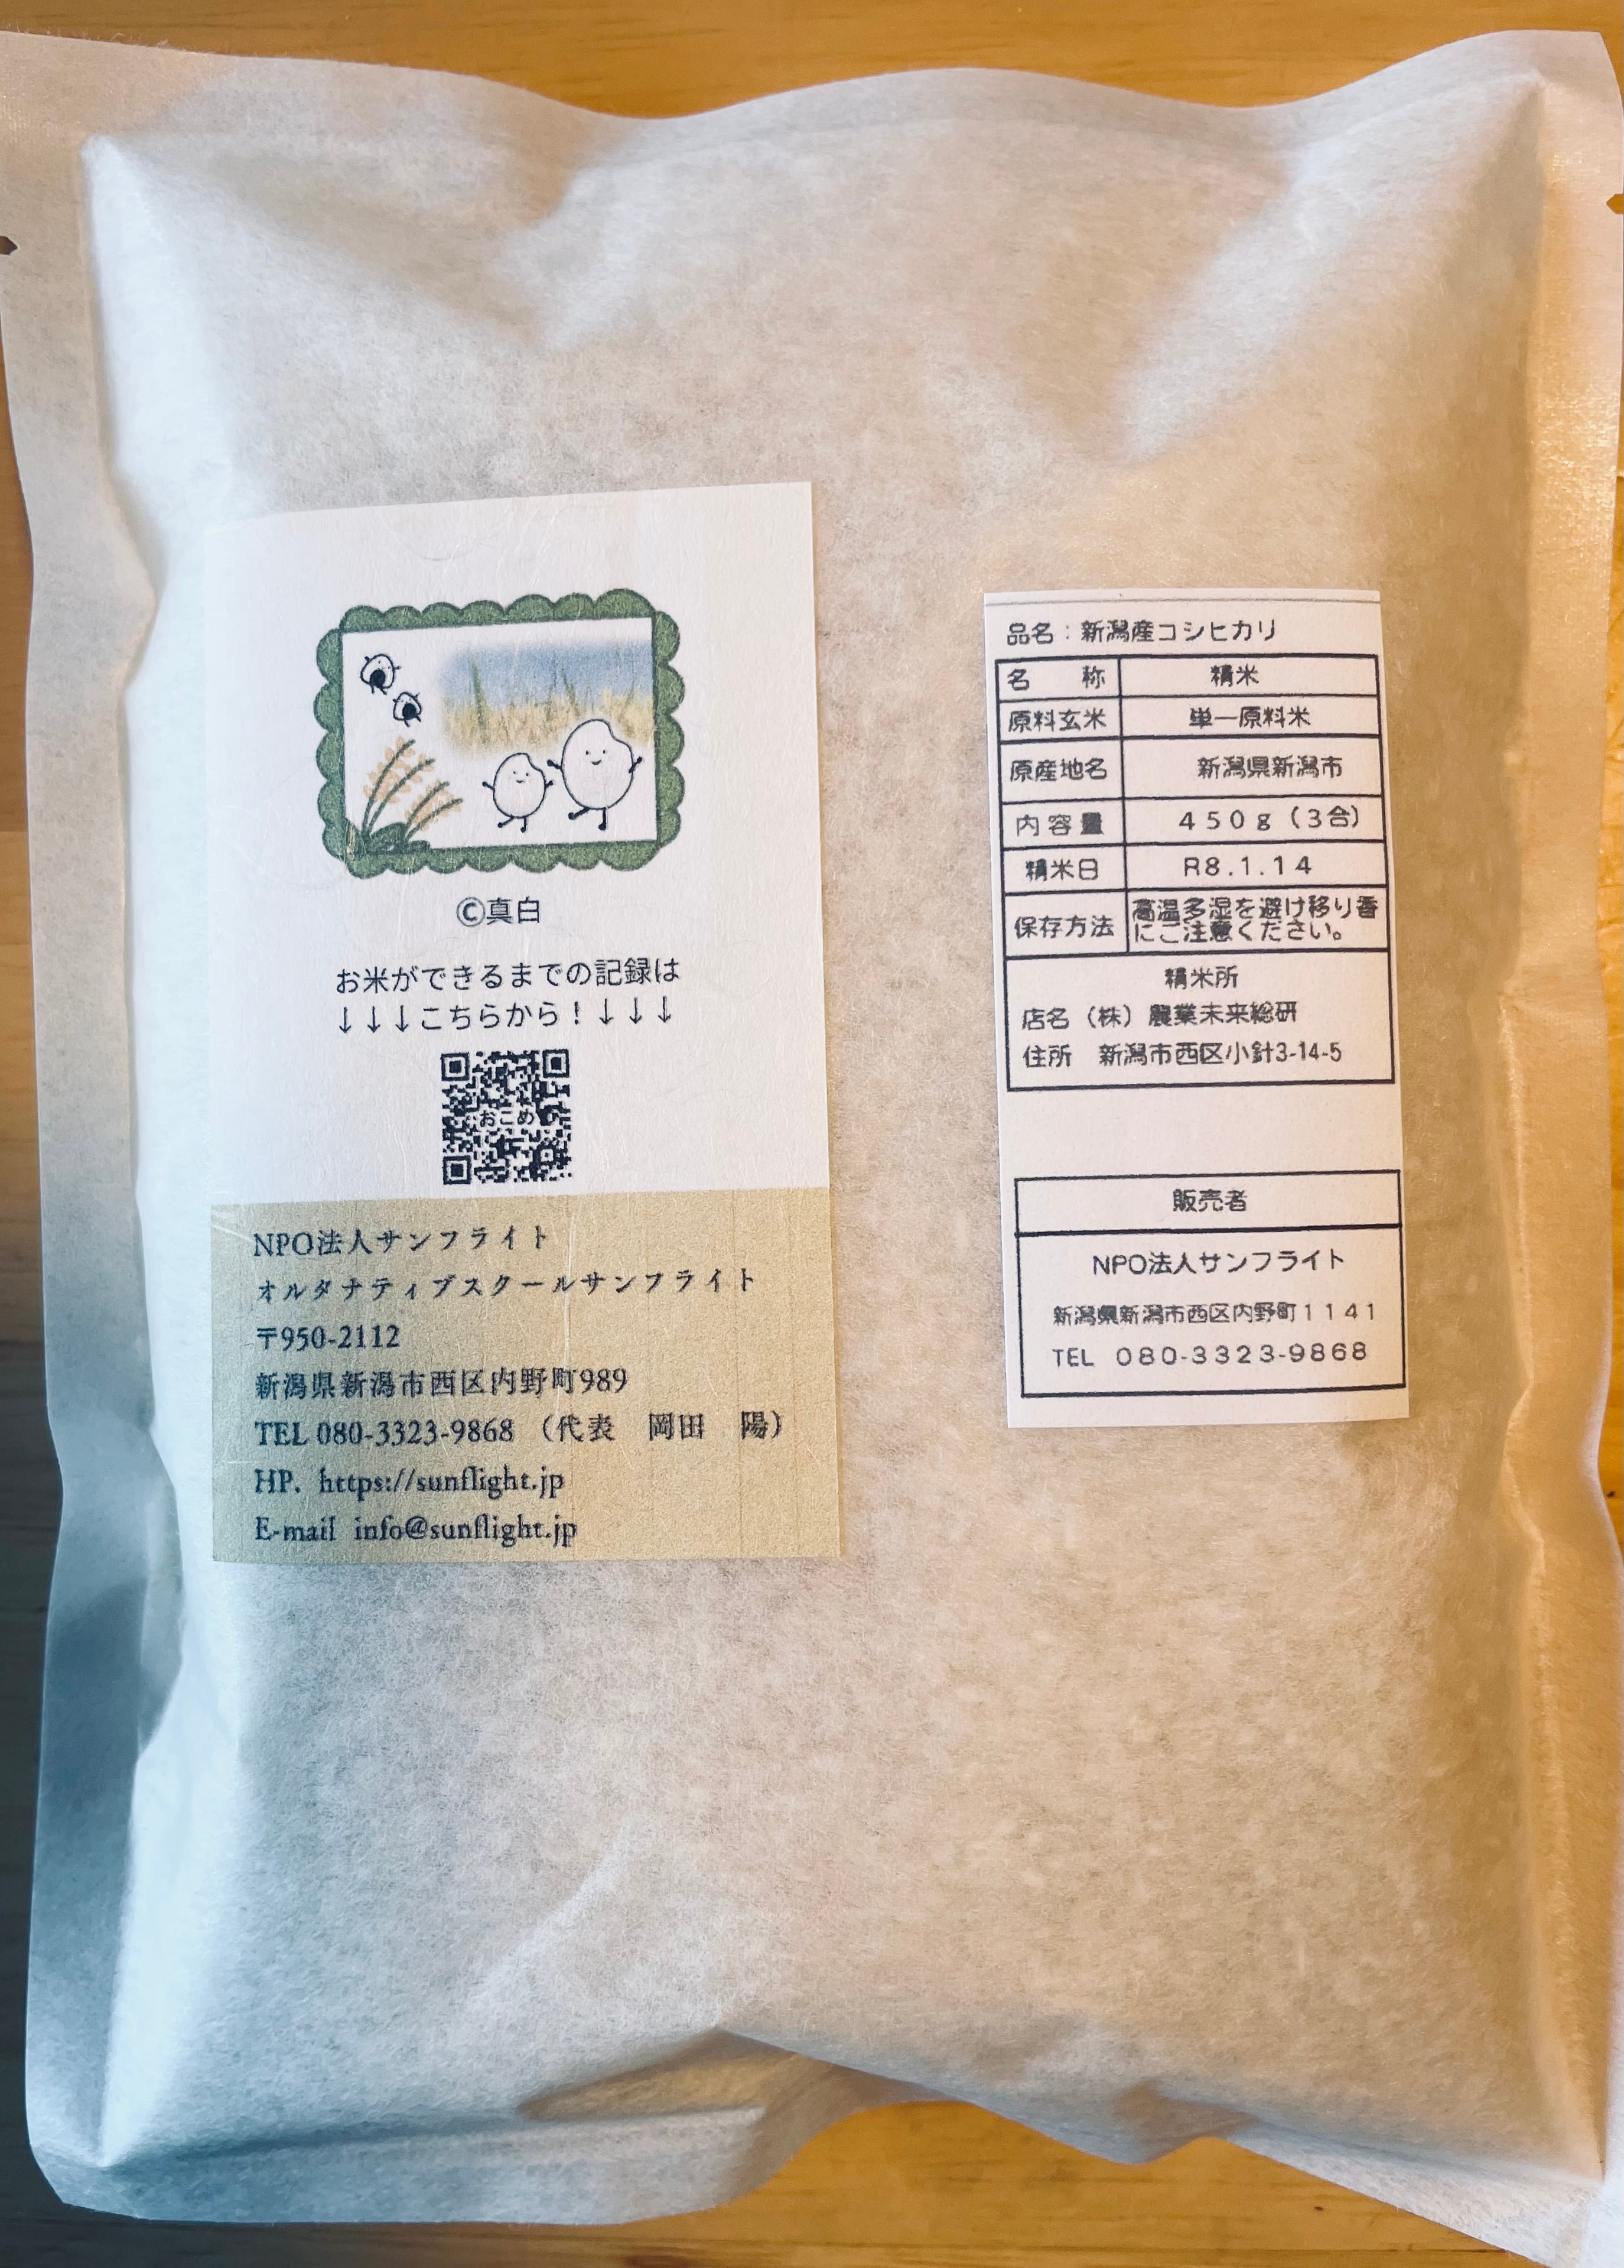 ©真白
お米ができるまでの記録は
↓↓↓こちらから！↓↓↓
おこめ
NPO法人サンフライト
オルタナティブスクールサンフライト
〒950-2112
新潟県新潟市西区内野町989
TEL 080-3323-9868 （代表　岡田　陽）
HP. https://sunflight.jp
E-mail info@sunflight.jp
品名：新潟産コシヒカリ
名　称 精米
原料玄米 単一原料米
原産地名 新潟県新潟市
内容量 ４５０ｇ（３合）
精米日 R8.1.14
保存方法 高温多湿を避け移り香
にご注意ください。
精米所
店名（株）農業未来総研
住所　新潟市西区小針3-14-5
販売者
NPO法人サンフライト
新潟県新潟市西区内野町１１４１
TEL ０８０-３３２３-９８６８